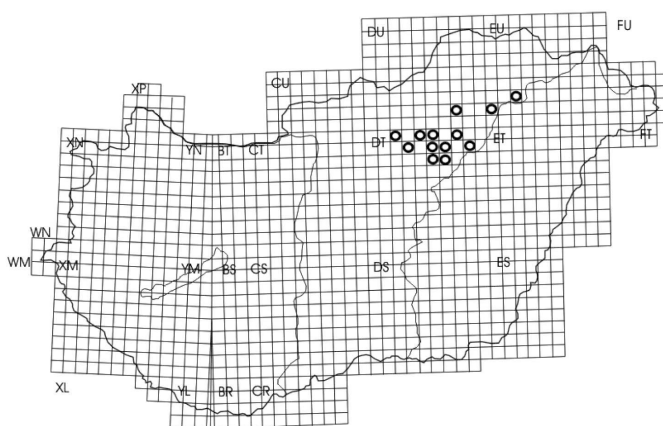 DU EU FU
XP CU
XN YN BT CT DT ET FT
WN
WM XM YM BS CS DS ES
XL YL BR CR